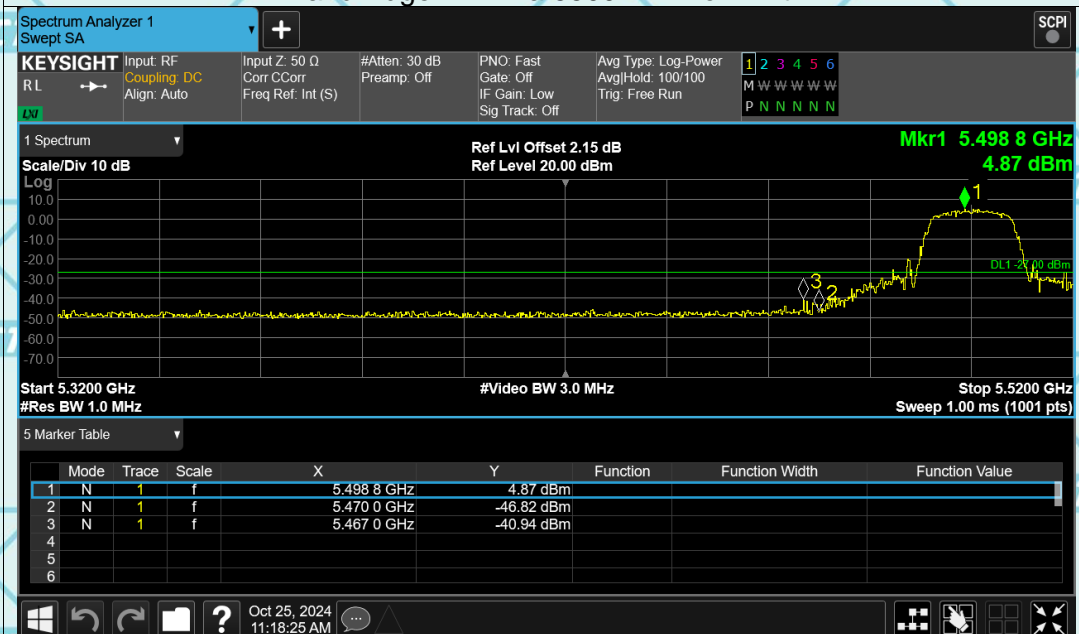 Spectrum Analyzer 1
Swept SA
+
SCPI
KEYSIGHT
RL
LXI
Input: RF
Coupling: DC
Align: Auto
Input Z: 50 Ω
Corr CCorr
Freq Ref: Int (S)
#Atten: 30 dB
Preamp: Off
PNO: Fast
Gate: Off
IF Gain: Low
Sig Track: Off
Avg Type: Log-Power
Avg|Hold: 100/100
Trig: Free Run
1 2 3 4 5 6
M W W W W W
P N N N N N
1 Spectrum
Scale/Div 10 dB
Ref Lvl Offset 2.15 dB
Ref Level 20.00 dBm
Mkr1 5.498 8 GHz
4.87 dBm
Log
10.0
0.00
-10.0
-20.0
-30.0
-40.0
-50.0
-60.0
-70.0
1
DL1 -27.00 dBm
3
2
Start 5.3200 GHz
#Video BW 3.0 MHz
Stop 5.5200 GHz
#Res BW 1.0 MHz
Sweep 1.00 ms (1001 pts)
5 Marker Table
Mode Trace Scale X Y Function Function Width Function Value
1 N 1 f 5.498 8 GHz 4.87 dBm
2 N 1 f 5.470 0 GHz -46.82 dBm
3 N 1 f 5.467 0 GHz -40.94 dBm
4
5
6
?
Oct 25, 2024
11:18:25 AM